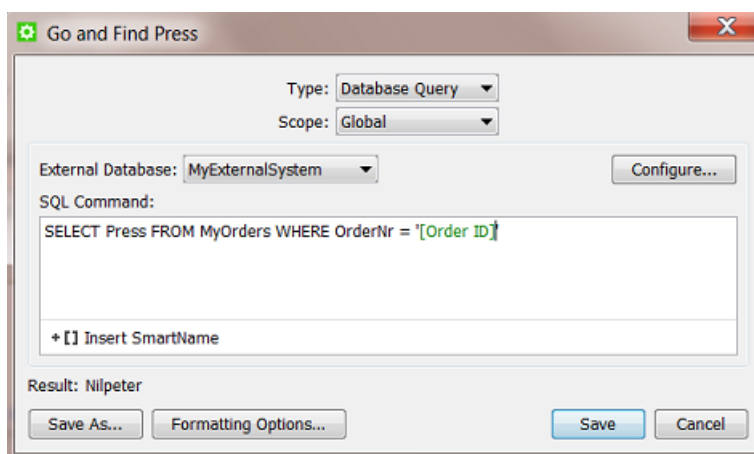 Go and Find Press
Type: Database Query
Scope: Global
External Database: MyExternalSystem Configure...
SQL Command:
SELECT Press FROM MyOrders WHERE OrderNr = '[Order ID]'
+ [] Insert SmartName
Result: Nilpeter
Save As... Formatting Options... Save Cancel